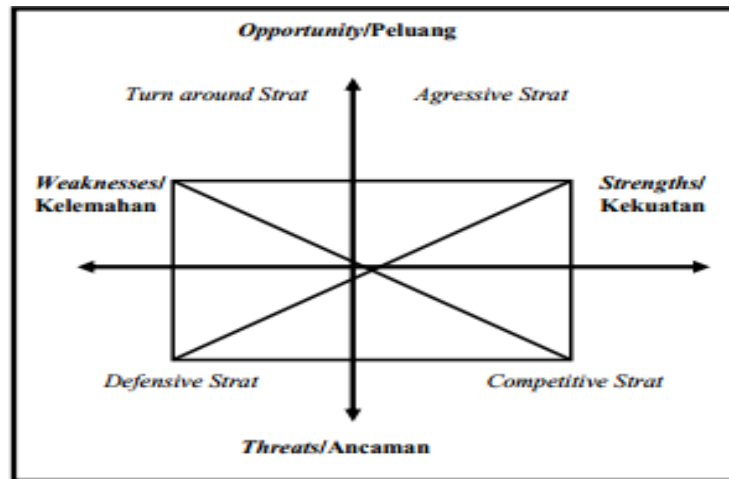 Opportunity/Peluang
Turn around Strat
Agressive Strat
Weaknesses/
Kelemahan
Strengths/
Kekuatan
Defensive Strat
Competitive Strat
Threats/Ancaman